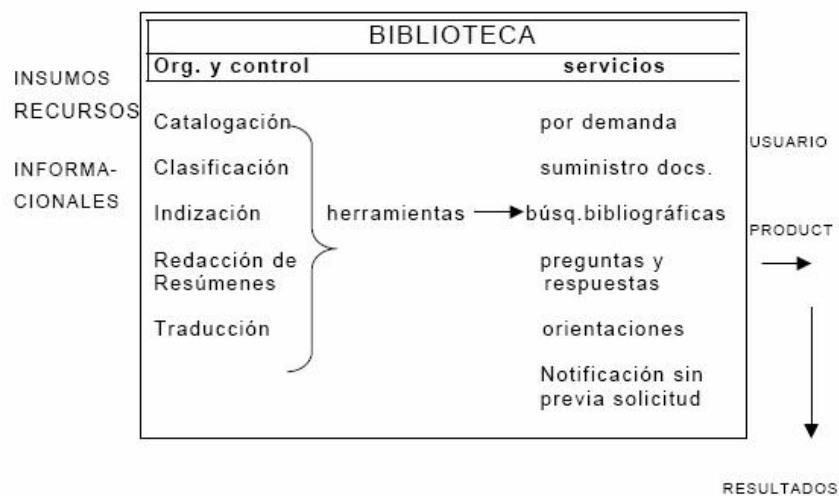 BIBLIOTECA
Org. y control servicios
INSUMOS
RECURSOS
INFORMA-
CIONALES
Catalogación
Clasificación
Indización
Redacción de
Resúmenes
Traducción
herramientas
por demanda
suministro docs.
búsq.bibliográficas
preguntas y
respuestas
orientaciones
Notificación sin
previa solicitud
USUARIO
PRODUCT
RESULTADOS